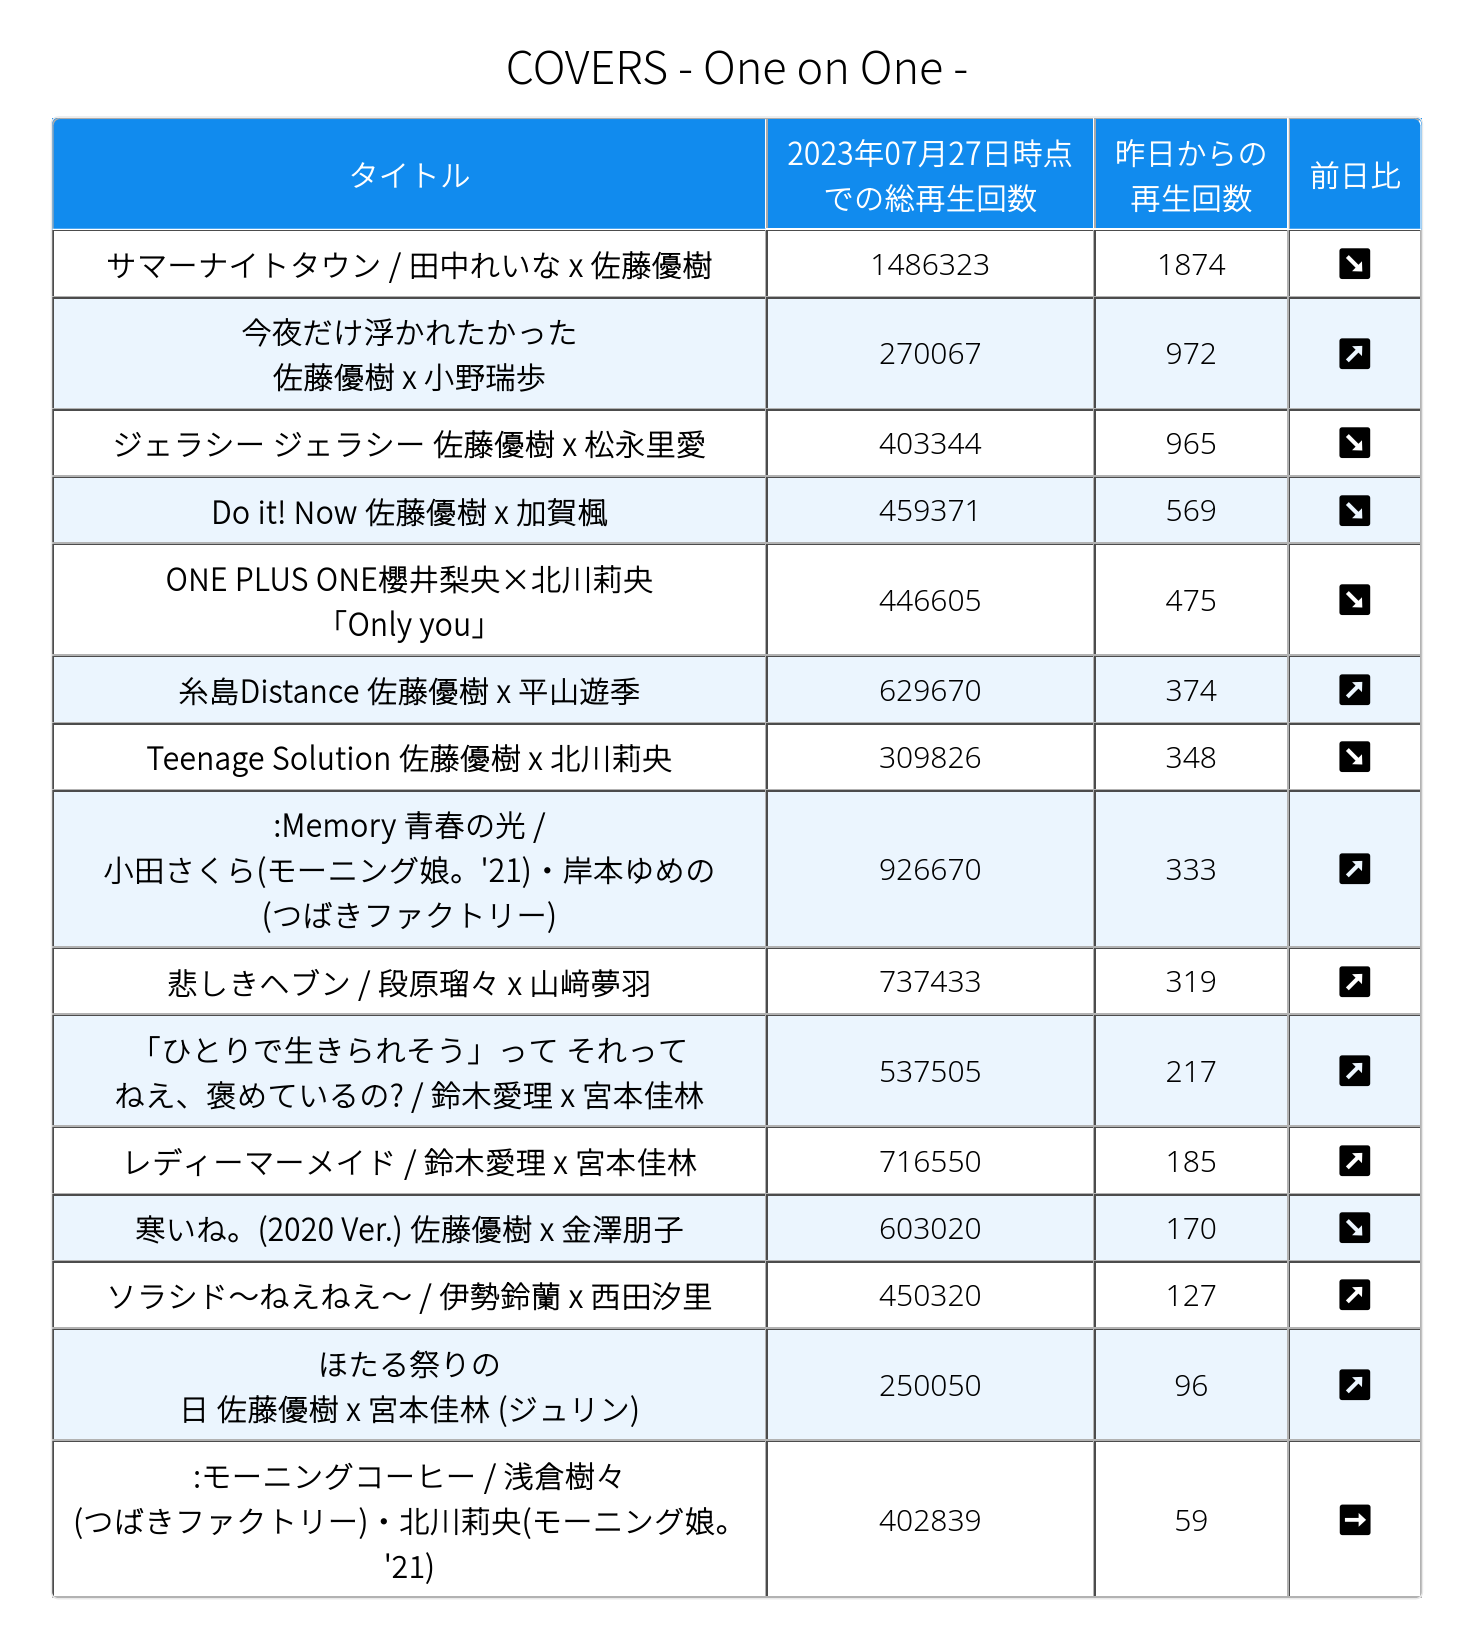 COVERS - One on One -
タイトル
2023年07月27日時点
での総再生回数
昨日からの
再生回数
前日比
サマーナイトタウン / 田中れいな x 佐藤優樹
1486323
1874
今夜だけ浮かれたかった
佐藤優樹 x 小野瑞歩
270067
972
ジェラシー ジェラシー 佐藤優樹 x 松永里愛
403344
965
Do it! Now 佐藤優樹 x 加賀楓
459371
569
ONE PLUS ONE櫻井梨央×北川莉央
「Only you」
446605
475
糸島Distance 佐藤優樹 x 平山遊季
629670
374
Teenage Solution 佐藤優樹 x 北川莉央
309826
348
:Memory 青春の光 /
小田さくら(モーニング娘。'21)・岸本ゆめの
(つばきファクトリー)
926670
333
悲しきヘブン / 段原瑠々 x 山﨑夢羽
737433
319
「ひとりで生きられそう」って それって
ねえ、褒めているの? / 鈴木愛理 x 宮本佳林
537505
217
レディーマーメイド / 鈴木愛理 x 宮本佳林
716550
185
寒いね。(2020 Ver.) 佐藤優樹 x 金澤朋子
603020
170
ソラシド〜ねえねえ〜 / 伊勢鈴蘭 x 西田汐里
450320
127
ほたる祭りの
日 佐藤優樹 x 宮本佳林 (ジュリン)
250050
96
:モーニングコーヒー / 浅倉樹々
(つばきファクトリー)・北川莉央(モーニング娘。
'21)
402839
59